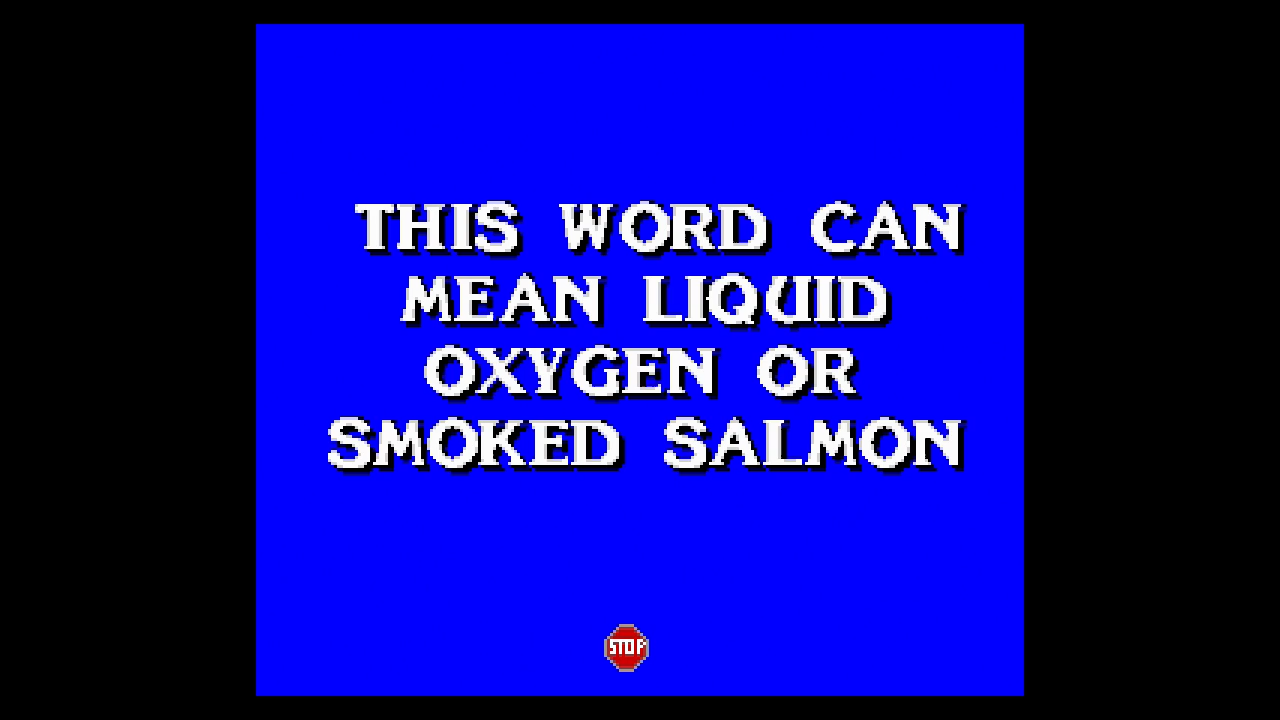 THIS WORD CAN
MEAN LIQUID
OXYGEN OR
SMOKED SALMON
STOP